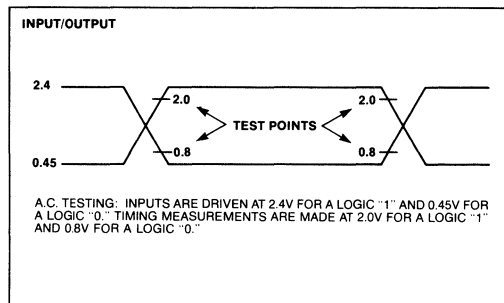 INPUT/OUTPUT
2.4
2.0
2.0
TEST POINTS
0.8
0.8
0.45
A.C. TESTING: INPUTS ARE DRIVEN AT 2.4V FOR A LOGIC "1" AND 0.45V FOR
A LOGIC "0." TIMING MEASUREMENTS ARE MADE AT 2.0V FOR A LOGIC "1"
AND 0.8V FOR A LOGIC "0."